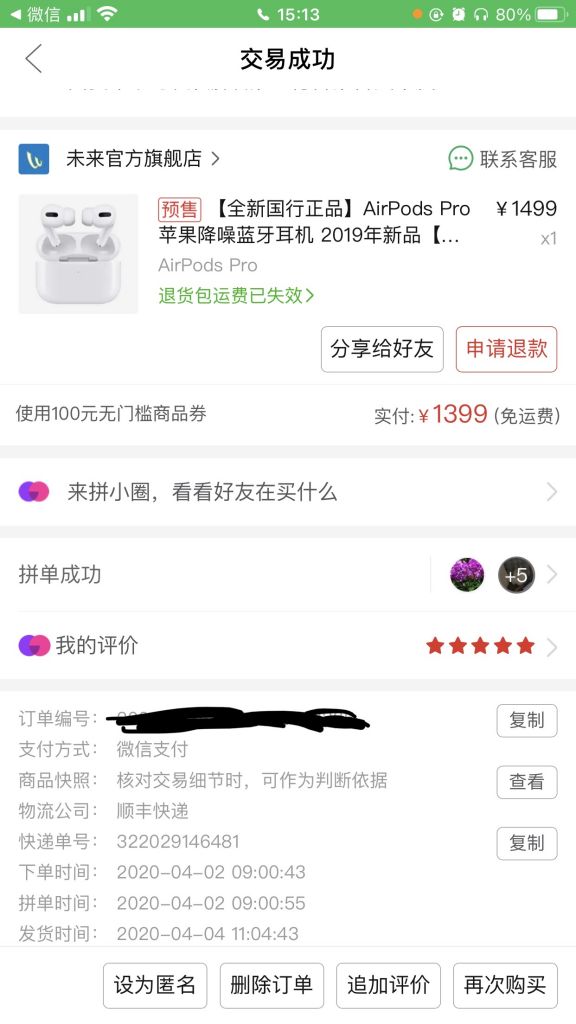 微信
15:13
80%
交易成功
未来官方旗舰店
联系客服
预售 【全新国行正品】AirPods Pro ¥1499
苹果降噪蓝牙耳机 2019年新品【... x1
AirPods Pro
退货包运费已失效
分享给好友 申请退款
使用100元无门槛商品券 实付:¥1399 (免运费)
来拼小圈，看看好友在买什么
拼单成功 +5
我的评价
订单编号： 复制
支付方式： 微信支付
商品快照： 核对交易细节时，可作为判断依据 查看
物流公司： 顺丰快递
快递单号： 322029146481 复制
下单时间： 2020-04-02 09:00:43
拼单时间： 2020-04-02 09:00:55
发货时间： 2020-04-04 11:04:43
设为匿名 删除订单 追加评价 再次购买